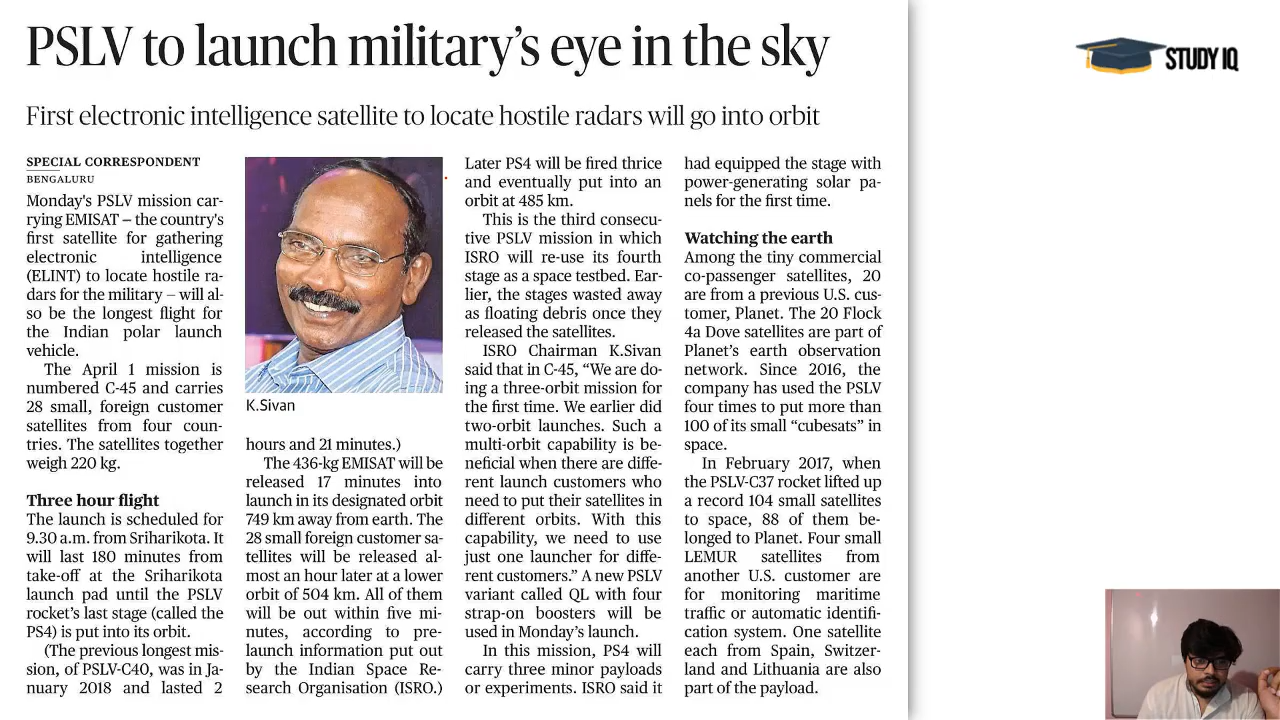 PSLV to launch military's eye in the sky
First electronic intelligence satellite to locate hostile radars will go into orbit
SPECIAL CORRESPONDENT
BENGALURU
Monday's PSLV mission car-
rying EMISAT – the country's
first satellite for gathering
electronic intelligence
(ELINT) to locate hostile ra-
dars for the military – will al-
so be the longest flight for
the Indian polar launch
vehicle.
The April 1 mission is
numbered C-45 and carries
28 small, foreign customer
satellites from four coun-
tries. The satellites together
weigh 220 kg.
Three hour flight
The launch is scheduled for
9.30 a.m. from Sriharikota. It
will last 180 minutes from
take-off at the Sriharikota
launch pad until the PSLV
rocket's last stage (called the
PS4) is put into its orbit.
(The previous longest mis-
sion, of PSLV-C40, was in Ja-
nuary 2018 and lasted 2
K.Sivan
hours and 21 minutes.)
The 436-kg EMISAT will be
released 17 minutes into
launch in its designated orbit
749 km away from earth. The
28 small foreign customer sa-
tellites will be released al-
most an hour later at a lower
orbit of 504 km. All of them
will be out within five mi-
nutes, according to pre-
launch information put out
by the Indian Space Re-
search Organisation (ISRO.)
Later PS4 will be fired thrice
and eventually put into an
orbit at 485 km.
This is the third consecu-
tive PSLV mission in which
ISRO will re-use its fourth
stage as a space testbed. Ear-
lier, the stages wasted away
as floating debris once they
released the satellites.
ISRO Chairman K.Sivan
said that in C-45, “We are do-
ing a three-orbit mission for
the first time. We earlier did
two-orbit launches. Such a
multi-orbit capability is be-
neficial when there are diffe-
rent launch customers who
need to put their satellites in
different orbits. With this
capability, we need to use
just one launcher for diffe-
rent customers.” A new PSLV
variant called QL with four
strap-on boosters will be
used in Monday's launch.
In this mission, PS4 will
carry three minor payloads
or experiments. ISRO said it
had equipped the stage with
power-generating solar pa-
nels for the first time.
Watching the earth
Among the tiny commercial
co-passenger satellites, 20
are from a previous U.S. cus-
tomer, Planet. The 20 Flock
4a Dove satellites are part of
Planet's earth observation
network. Since 2016, the
company has used the PSLV
four times to put more than
100 of its small “cubesats” in
space.
In February 2017, when
the PSLV-C37 rocket lifted up
a record 104 small satellites
to space, 88 of them be-
longed to Planet. Four small
LEMUR satellites from
another U.S. customer are
for monitoring maritime
traffic or automatic identifi-
cation system. One satellite
each from Spain, Switzer-
land and Lithuania are also
part of the payload.
STUDY IQ